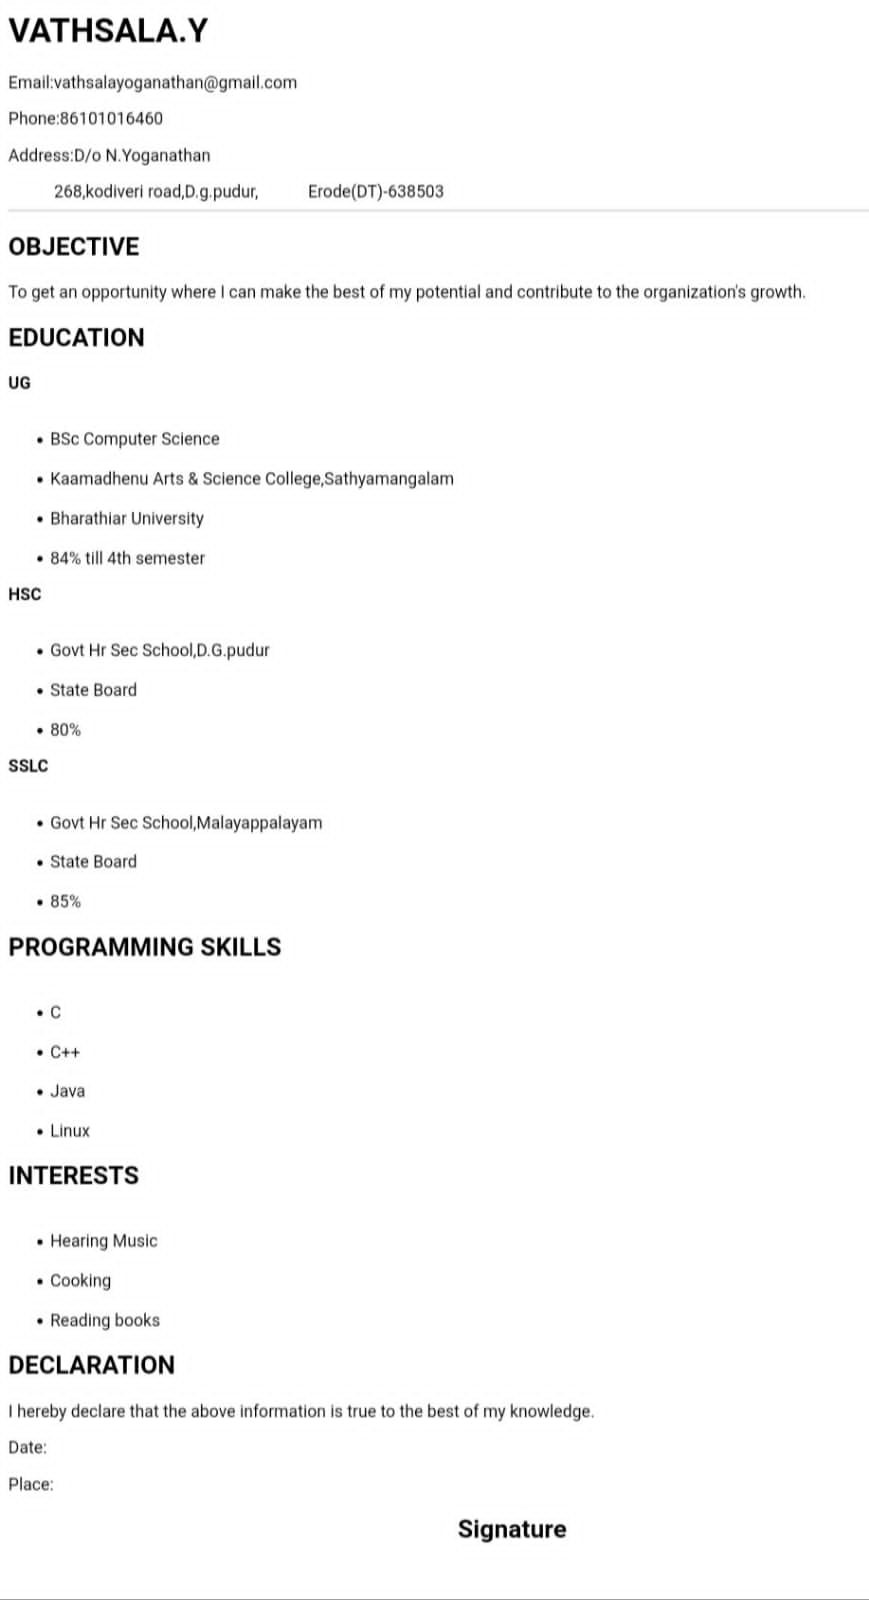 VATHSALA.Y
Email:vathsalayoganathan@gmail.com
Phone:86101016460
Address:D/o N.Yoganathan
268,kodiveri road,D.g.pudur, Erode(DT)-638503
OBJECTIVE
To get an opportunity where I can make the best of my potential and contribute to the organization's growth.
EDUCATION
UG
• BSc Computer Science
• Kaamadhenu Arts & Science College,Sathyamangalam
• Bharathiar University
• 84% till 4th semester
HSC
• Govt Hr Sec School,D.G.pudur
• State Board
• 80%
SSLC
• Govt Hr Sec School,Malayappalayam
• State Board
• 85%
PROGRAMMING SKILLS
• C
• C++
• Java
• Linux
INTERESTS
• Hearing Music
• Cooking
• Reading books
DECLARATION
I hereby declare that the above information is true to the best of my knowledge.
Date:
Place:
Signature